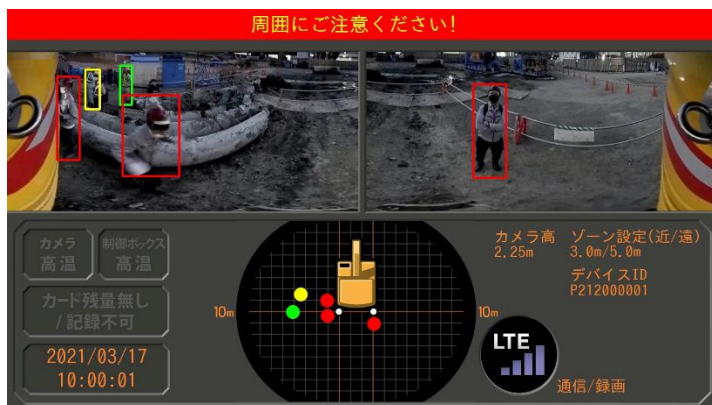 周囲にご注意ください!
カメラ
高温
制御ボックス
高温
カード残量無し
/記録不可
2021/03/17
10:00:01
10m
10m
カメラ高
2.25m
ゾーン設定(近/遠)
3.0m/5.0m
デバイスID
P212000001
LTE
通信/録画